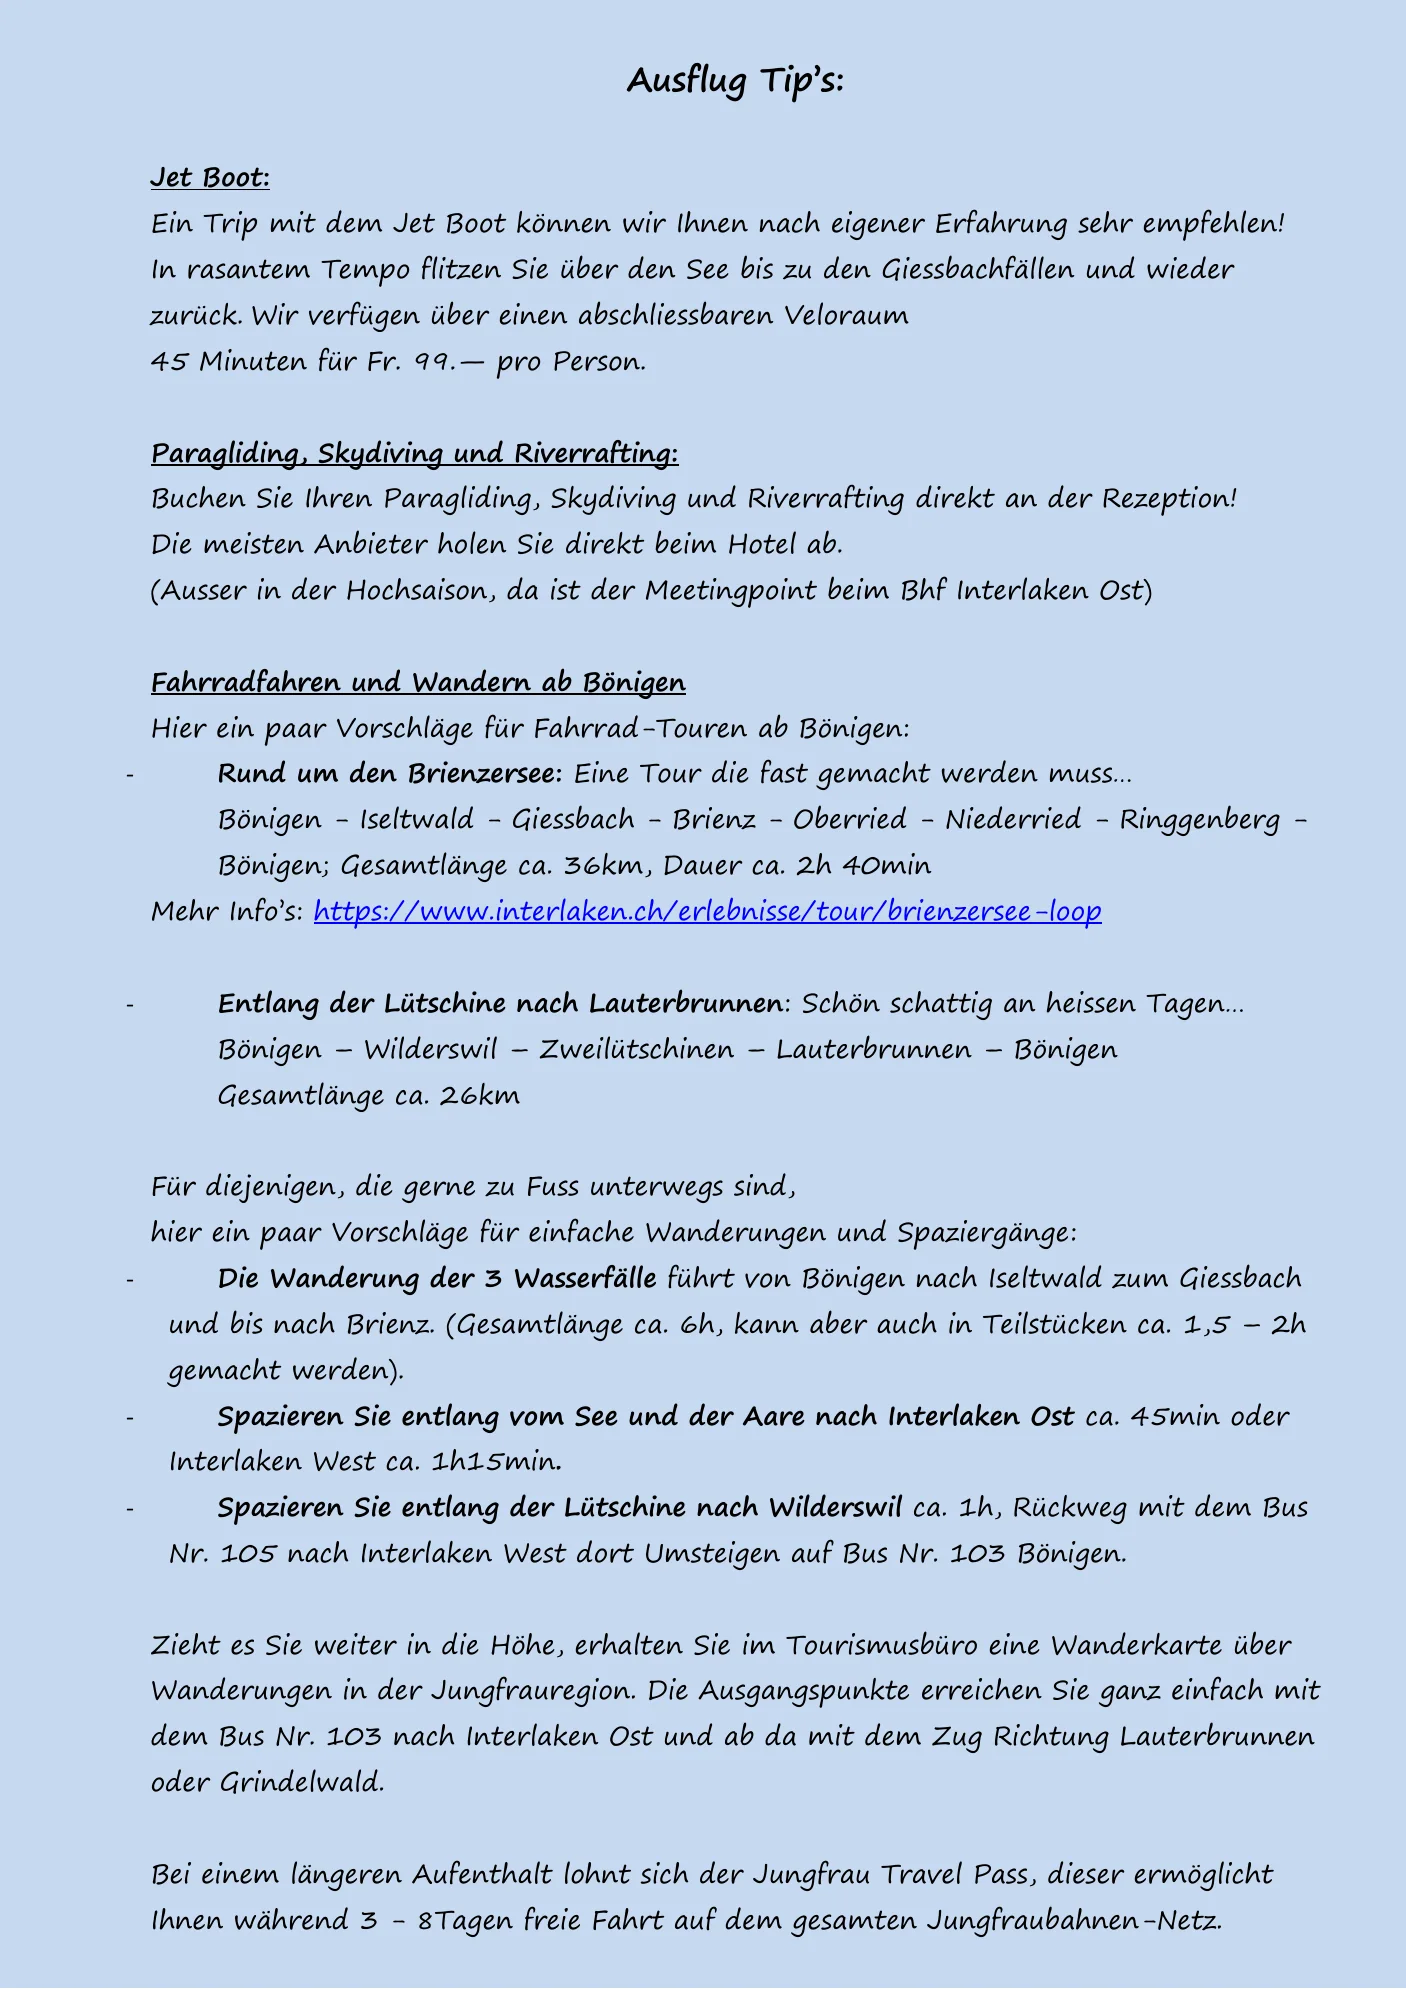 Ausflug Tip's:
Jet Boot:
Ein Trip mit dem Jet Boot können wir Ihnen nach eigener Erfahrung sehr empfehlen!
In rasantem Tempo flitzen Sie über den See bis zu den Giessbachfällen und wieder
zurück. Wir verfügen über einen abschliessbaren Veloraum
45 Minuten für Fr. 99.— pro Person.
Paragliding, Skydiving und Riverrafting:
Buchen Sie Ihren Paragliding, Skydiving und Riverrafting direkt an der Rezeption!
Die meisten Anbieter holen Sie direkt beim Hotel ab.
(Ausser in der Hochsaison, da ist der Meetingpoint beim Bhf Interlaken Ost)
Fahrradfahren und Wandern ab Bönigen
Hier ein paar Vorschläge für Fahrrad-Touren ab Bönigen:
- Rund um den Brienzersee: Eine Tour die fast gemacht werden muss…
Bönigen - Iseltwald - Giessbach - Brienz - Oberried - Niederried - Ringgenberg -
Bönigen; Gesamtlänge ca. 36km, Dauer ca. 2h 40min
Mehr Info's: https://www.interlaken.ch/erlebnisse/tour/brienzersee-loop
- Entlang der Lütschine nach Lauterbrunnen: Schön schattig an heissen Tagen…
Bönigen – Wilderswil – Zweilütschinen – Lauterbrunnen – Bönigen
Gesamtlänge ca. 26km
Für diejenigen, die gerne zu Fuss unterwegs sind,
hier ein paar Vorschläge für einfache Wanderungen und Spaziergänge:
- Die Wanderung der 3 Wasserfälle führt von Bönigen nach Iseltwald zum Giessbach
und bis nach Brienz. (Gesamtlänge ca. 6h, kann aber auch in Teilstücken ca. 1,5 – 2h
gemacht werden).
- Spazieren Sie entlang vom See und der Aare nach Interlaken Ost ca. 45min oder
Interlaken West ca. 1h15min.
- Spazieren Sie entlang der Lütschine nach Wilderswil ca. 1h, Rückweg mit dem Bus
Nr. 105 nach Interlaken West dort Umsteigen auf Bus Nr. 103 Bönigen.
Zieht es Sie weiter in die Höhe, erhalten Sie im Tourismusbüro eine Wanderkarte über
Wanderungen in der Jungfrauregion. Die Ausgangspunkte erreichen Sie ganz einfach mit
dem Bus Nr. 103 nach Interlaken Ost und ab da mit dem Zug Richtung Lauterbrunnen
oder Grindelwald.
Bei einem längeren Aufenthalt lohnt sich der Jungfrau Travel Pass, dieser ermöglicht
Ihnen während 3 - 8Tagen freie Fahrt auf dem gesamten Jungfraubahnen-Netz.